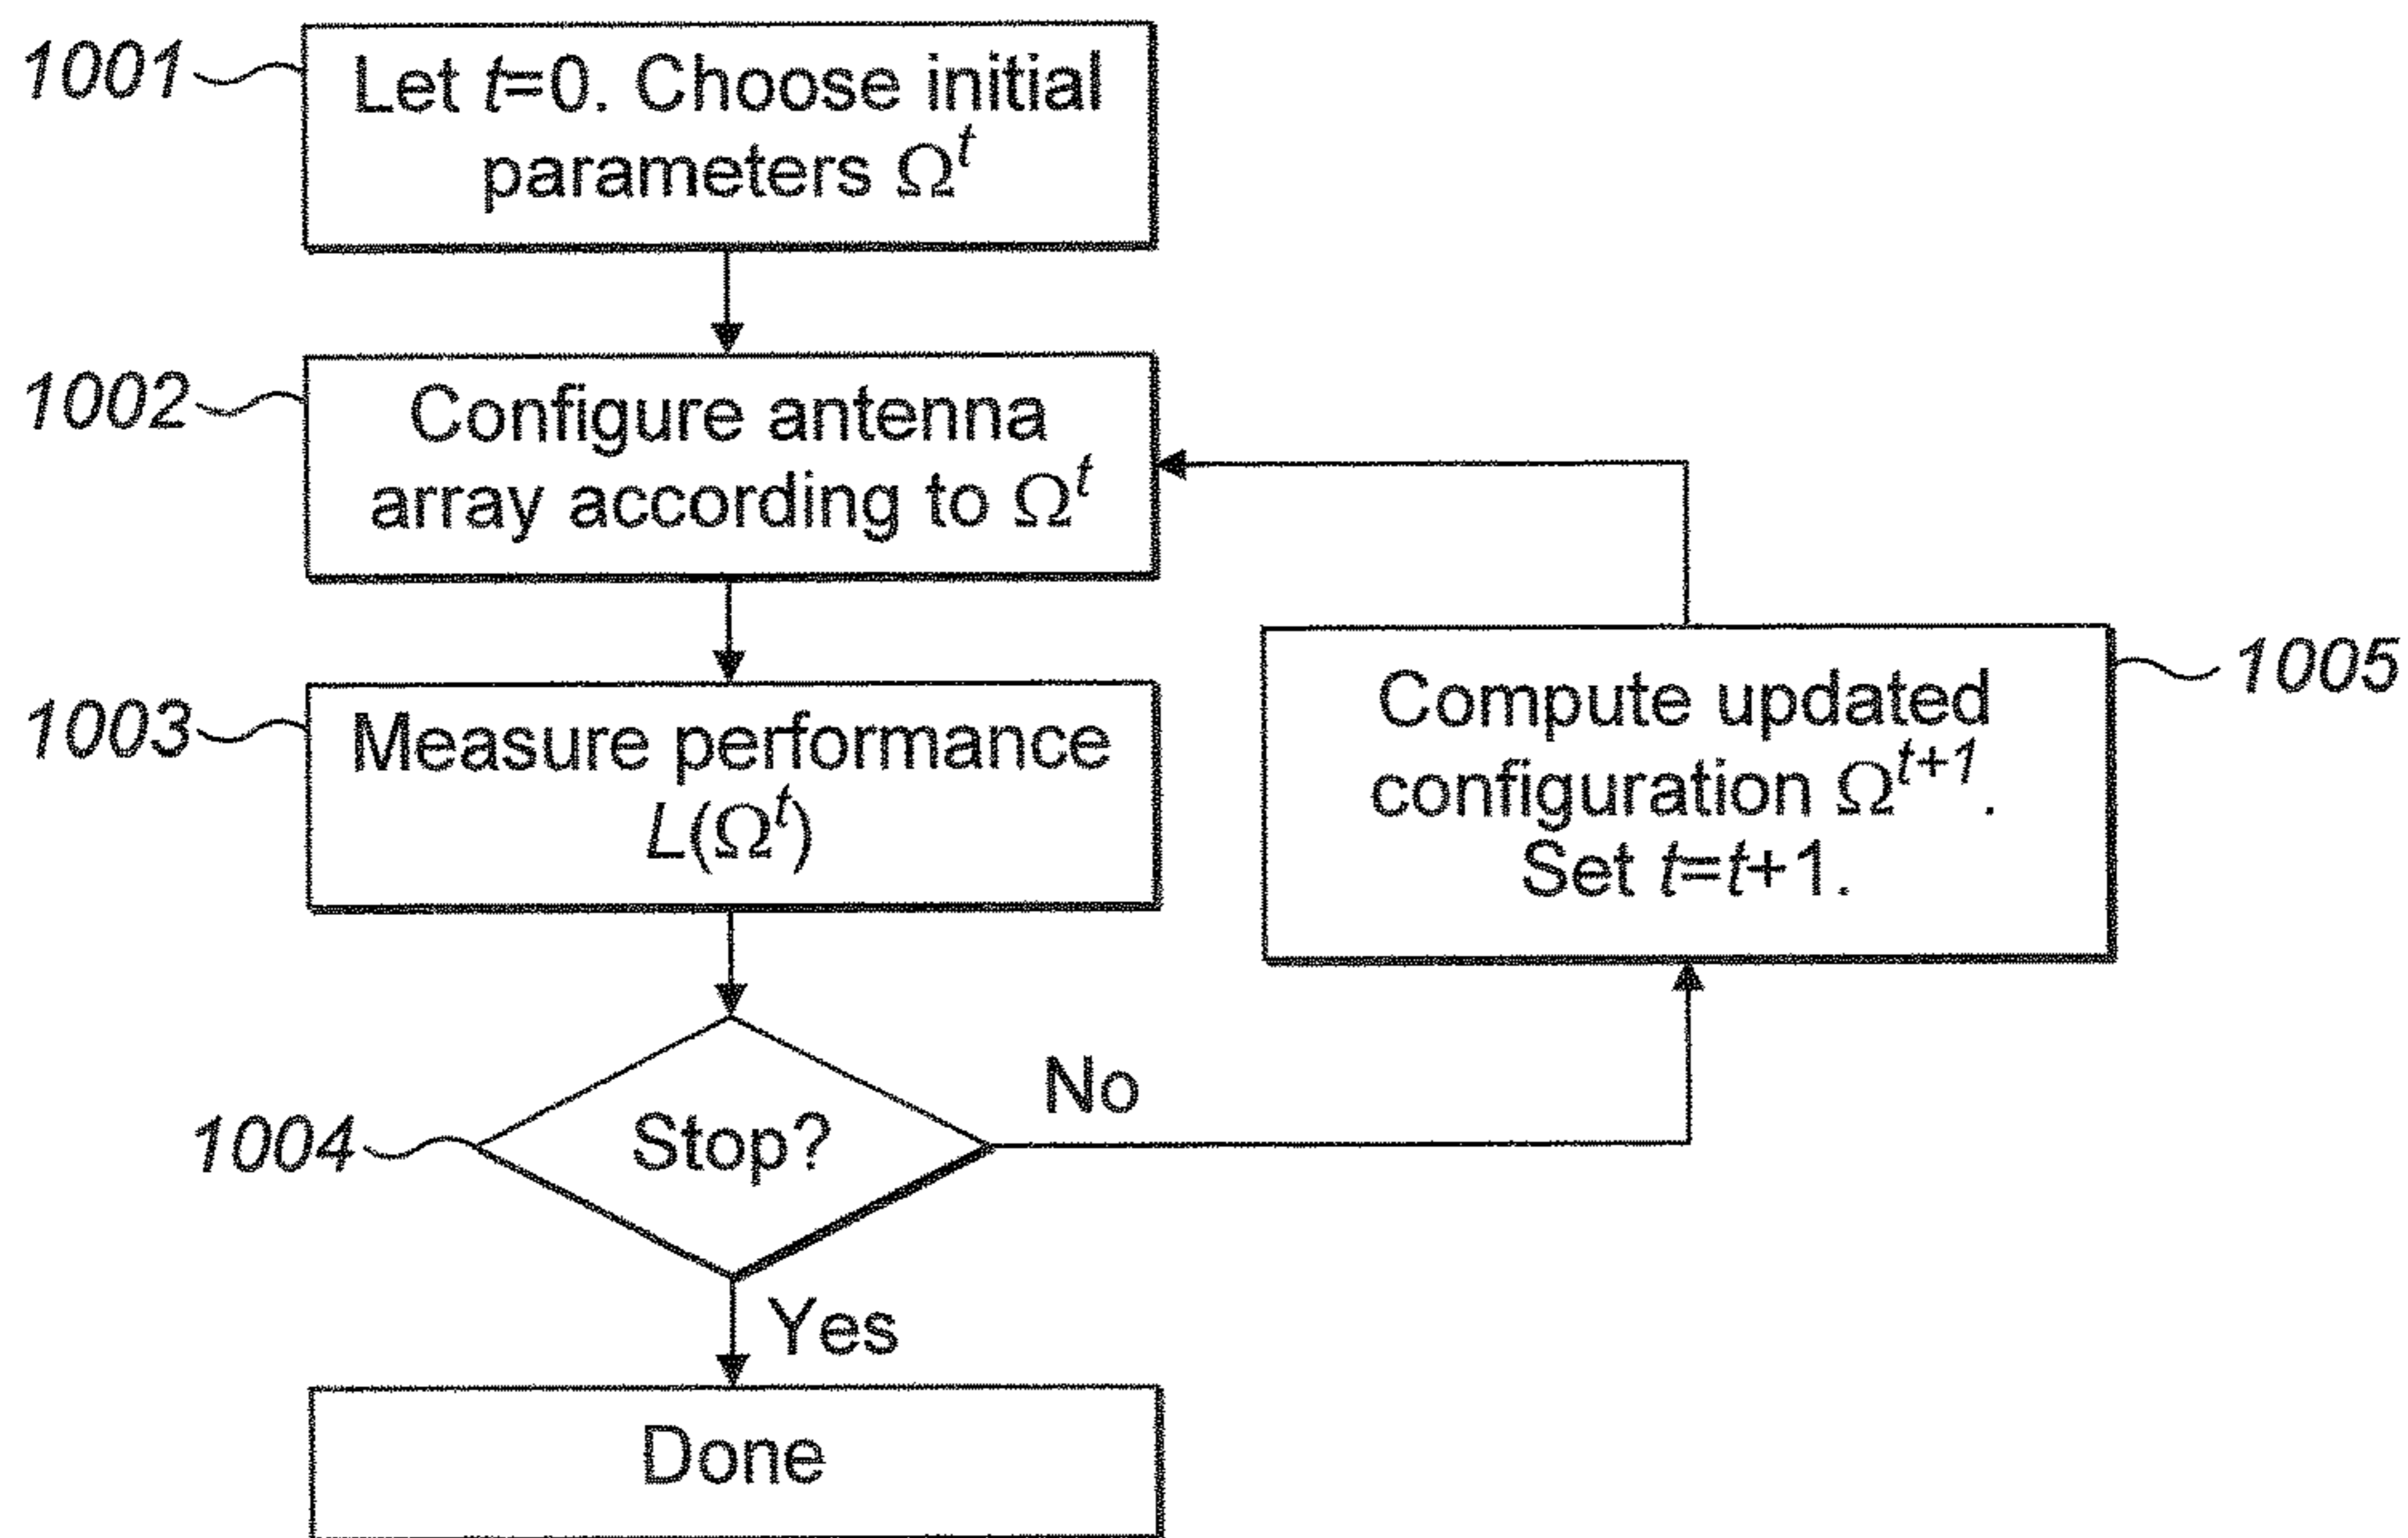 1001
Let t=0. Choose initial
parameters Ω^t
1002
Configure antenna
array according to Ω^t
1003
Measure performance
L(Ω^t)
1005
Compute updated
configuration Ω^t+1.
Set t=t+1.
1004
Stop?
No
Yes
Done